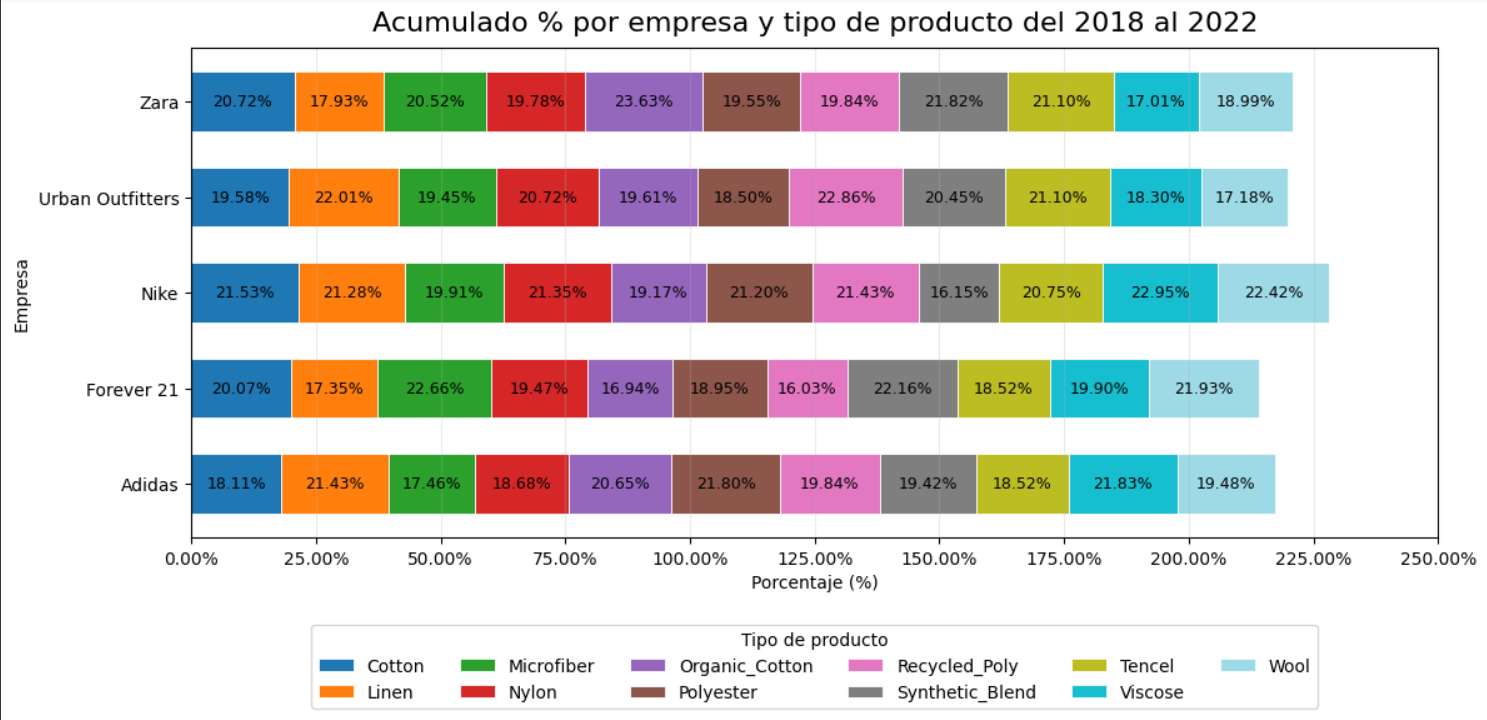 Acumulado % por empresa y tipo de producto del 2018 al 2022
Zara 20.72% 17.93% 20.52% 19.78% 23.63% 19.55% 19.84% 21.82% 21.10% 17.01% 18.99%
Urban Outfitters 19.58% 22.01% 19.45% 20.72% 19.61% 18.50% 22.86% 20.45% 21.10% 18.30% 17.18%
Empresa
Nike 21.53% 21.28% 19.91% 21.35% 19.17% 21.20% 21.43% 16.15% 20.75% 22.95% 22.42%
Forever 21 20.07% 17.35% 22.66% 19.47% 16.94% 18.95% 16.03% 22.16% 18.52% 19.90% 21.93%
Adidas 18.11% 21.43% 17.46% 18.68% 20.65% 21.80% 19.84% 19.42% 18.52% 21.83% 19.48%
0.00% 25.00% 50.00% 75.00% 100.00% 125.00% 150.00% 175.00% 200.00% 225.00% 250.00%
Porcentaje (%)
Tipo de producto
Cotton Microfiber Organic_Cotton Recycled_Poly Tencel Wool
Linen Nylon Polyester Synthetic_Blend Viscose